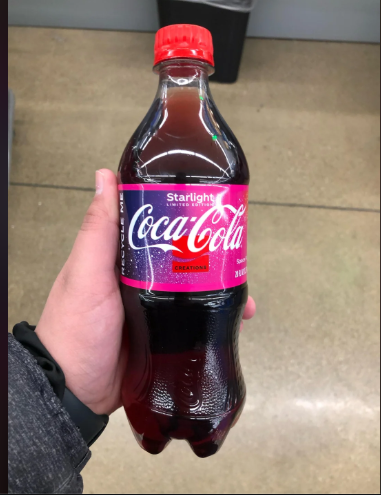 RECYCLE ME
Starlight
LIMITED EDITION
Coca-Cola
CREATIONS